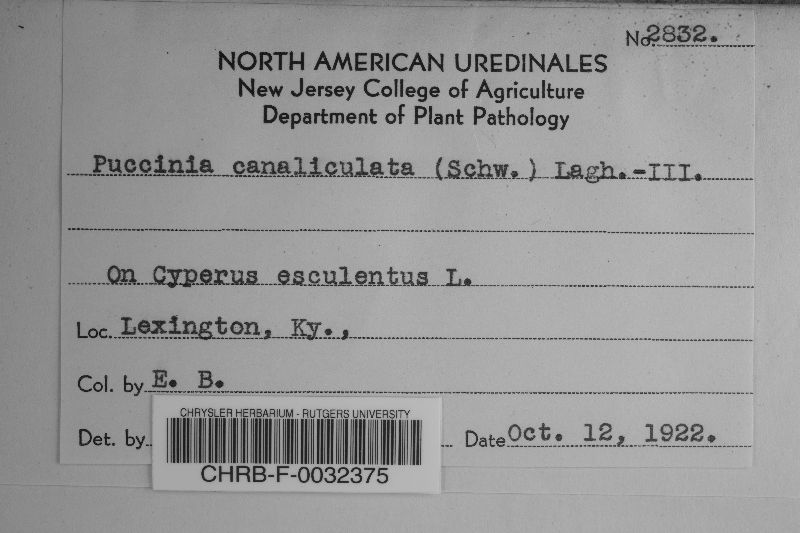 No. 2832.
NORTH AMERICAN UREDINALES
New Jersey College of Agriculture
Department of Plant Pathology
Puccinia canaliculata (Schw.) Lagh.-III.
On Cyperus esculentus L.
Loc. Lexington, Ky.,
Col. by E. B.
Det. by
Date Oct. 12, 1922.
CHRYSLER HERBARIUM - RUTGERS UNIVERSITY
CHRB-F-0032375